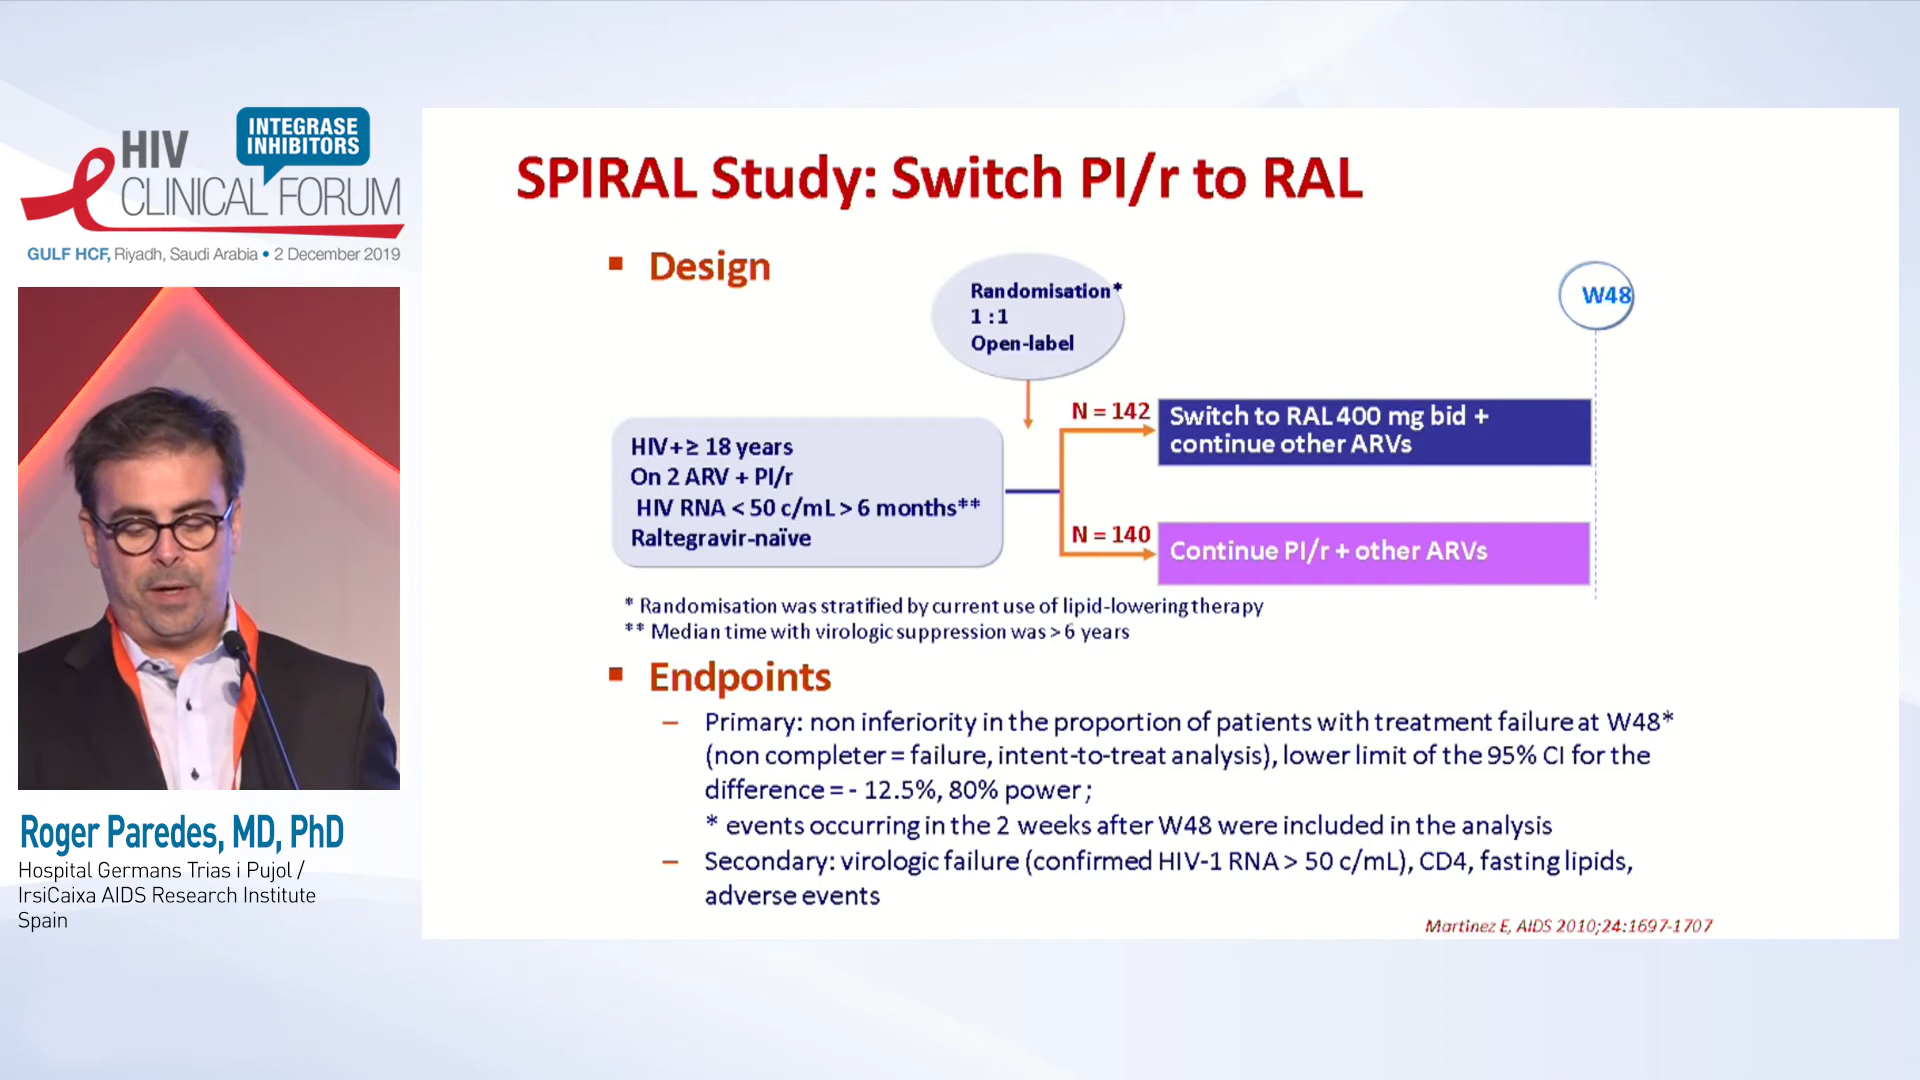 INTEGRASE
INHIBITORS
HIV
CLINICAL FORUM
GULF HCF, Riyadh, Saudi Arabia • 2 December 2019
Roger Paredes, MD, PhD
Hospital Germans Trias i Pujol /
IrsiCaixa AIDS Research Institute
Spain
SPIRAL Study: Switch PI/r to RAL
▪ Design
Randomisation*
1 : 1
Open-label
W48
HIV+ ≥ 18 years
On 2 ARV + PI/r
HIV RNA < 50 c/mL > 6 months**
Raltegravir-naïve
N = 142
Switch to RAL 400 mg bid +
continue other ARVs
N = 140
Continue PI/r + other ARVs
* Randomisation was stratified by current use of lipid-lowering therapy
** Median time with virologic suppression was > 6 years
▪ Endpoints
– Primary: non inferiority in the proportion of patients with treatment failure at W48*
(non completer = failure, intent-to-treat analysis), lower limit of the 95% CI for the
difference = - 12.5%, 80% power ;
* events occurring in the 2 weeks after W48 were included in the analysis
– Secondary: virologic failure (confirmed HIV-1 RNA > 50 c/mL), CD4, fasting lipids,
adverse events
Martinez E, AIDS 2010;24:1697-1707